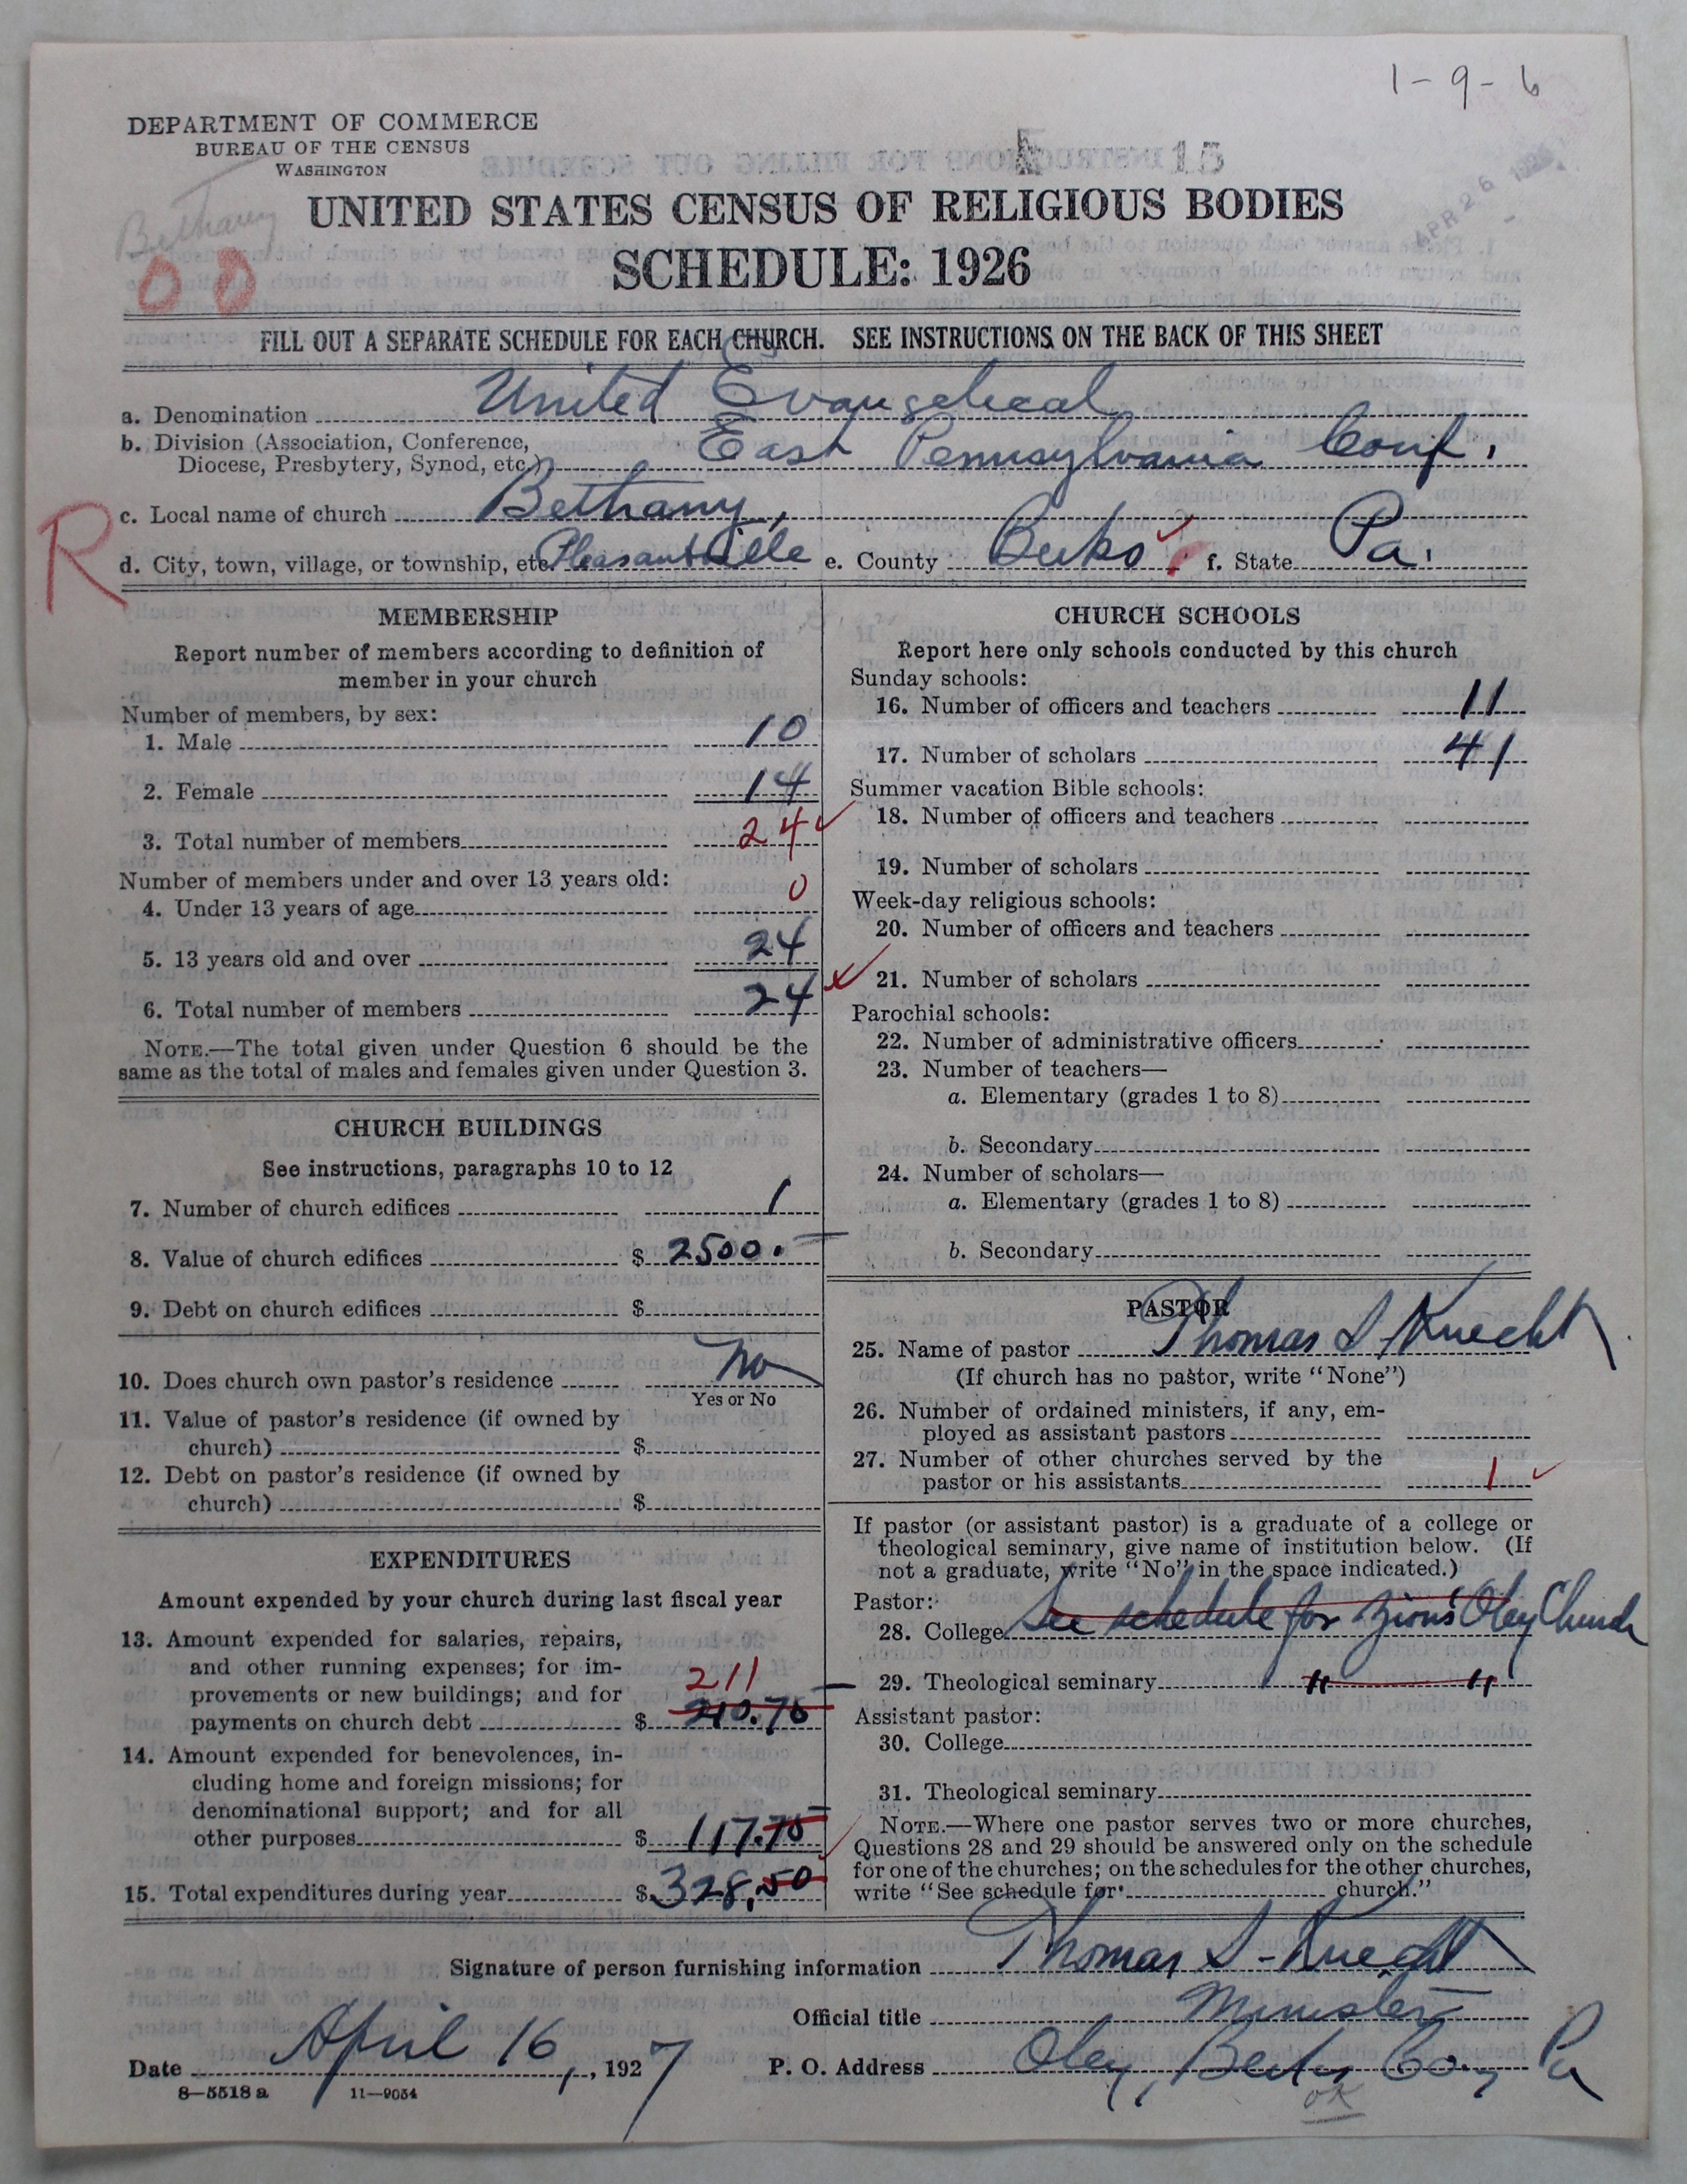 1-9-6
DEPARTMENT OF COMMERCE
BUREAU OF THE CENSUS
WASHINGTON
15
APR 26
Bethany
00
UNITED STATES CENSUS OF RELIGIOUS BODIES
SCHEDULE: 1926
FILL OUT A SEPARATE SCHEDULE FOR EACH CHURCH. SEE INSTRUCTIONS ON THE BACK OF THIS SHEET
a. Denomination United Evangelical
b. Division (Association, Conference,
Diocese, Presbytery, Synod, etc.) East Pennsylvania Conf.
R
c. Local name of church Bethany,
d. City, town, village, or township, etc. Pleasantville e. County Berks f. State Pa.
MEMBERSHIP
Report number of members according to definition of
member in your church
Number of members, by sex:
1. Male 10
2. Female 14
3. Total number of members 24
Number of members under and over 13 years old:
4. Under 13 years of age 0
5. 13 years old and over 24
6. Total number of members 24
NOTE.—The total given under Question 6 should be the
same as the total of males and females given under Question 3.
CHURCH BUILDINGS
See instructions, paragraphs 10 to 12
7. Number of church edifices 1
8. Value of church edifices $ 2500.
9. Debt on church edifices $
10. Does church own pastor's residence No
Yes or No
11. Value of pastor's residence (if owned by
church) $
12. Debt on pastor's residence (if owned by
church) $
EXPENDITURES
Amount expended by your church during last fiscal year
13. Amount expended for salaries, repairs,
and other running expenses; for im-
provements or new buildings; and for 211
payments on church debt $ 210.75
14. Amount expended for benevolences, in-
cluding home and foreign missions; for
denominational support; and for all
other purposes $ 117.75
15. Total expenditures during year $ 328.50
CHURCH SCHOOLS
Report here only schools conducted by this church
Sunday schools:
16. Number of officers and teachers 11
17. Number of scholars 41
Summer vacation Bible schools:
18. Number of officers and teachers
19. Number of scholars
Week-day religious schools:
20. Number of officers and teachers
21. Number of scholars
Parochial schools:
22. Number of administrative officers
23. Number of teachers—
a. Elementary (grades 1 to 8)
b. Secondary
24. Number of scholars—
a. Elementary (grades 1 to 8)
b. Secondary
PASTOR
25. Name of pastor Thomas S Knecht
(If church has no pastor, write "None")
26. Number of ordained ministers, if any, em-
ployed as assistant pastors
27. Number of other churches served by the
pastor or his assistants 1
If pastor (or assistant pastor) is a graduate of a college or
theological seminary, give name of institution below. (If
not a graduate, write "No" in the space indicated.)
Pastor:
28. College See schedule for Zion's Oley Church
29. Theological seminary " "
Assistant pastor:
30. College
31. Theological seminary
NOTE.—Where one pastor serves two or more churches,
Questions 28 and 29 should be answered only on the schedule
for one of the churches; on the schedules for the other churches,
write "See schedule for church."
Signature of person furnishing information Thomas S-Knecht
Official title Minister
Date April 16, 1927 P. O. Address Oley, Berks Co., Pa
8-5518 a 11-9054
OK